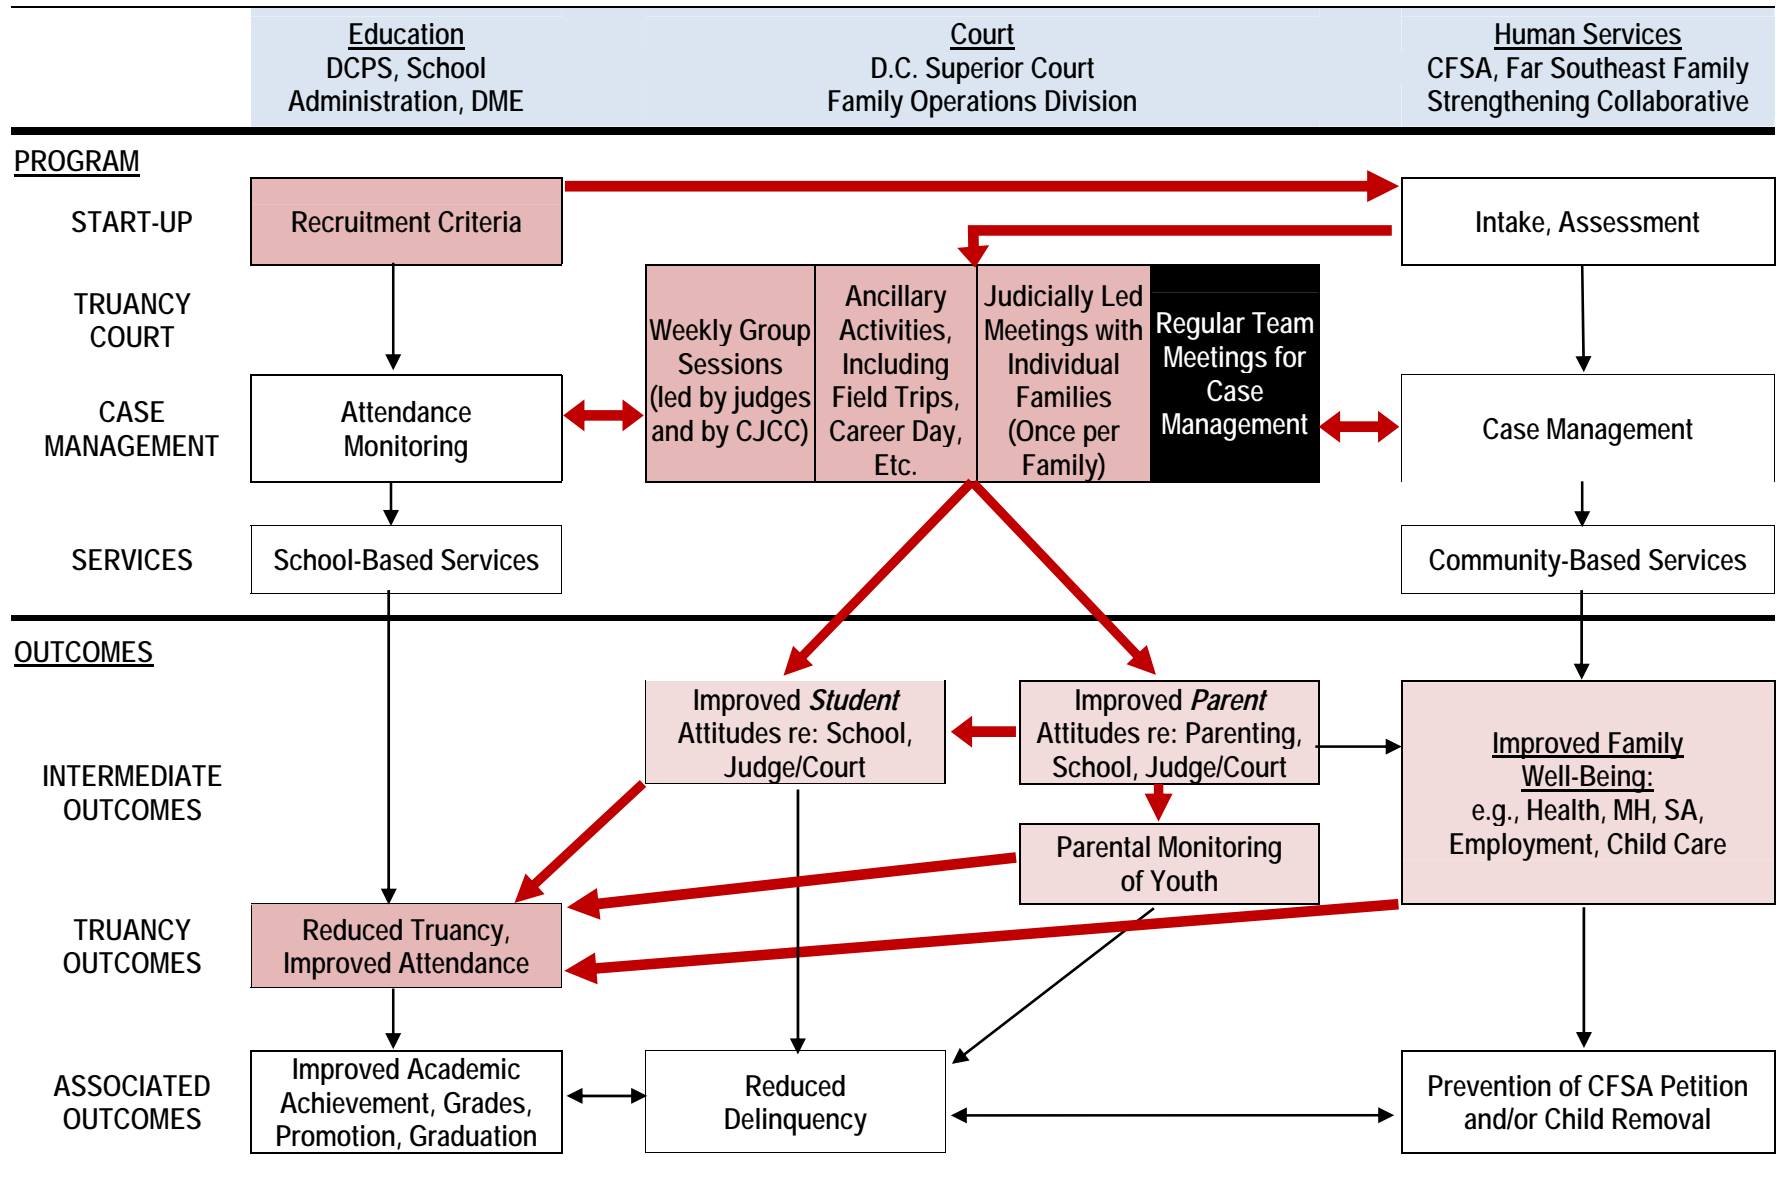 Education
DCPS, School
Administration, DME
Court
D.C. Superior Court
Family Operations Division
Human Services
CFSA, Far Southeast Family
Strengthening Collaborative
PROGRAM
START-UP
Recruitment Criteria
Intake, Assessment
TRUANCY
COURT
Weekly Group
Sessions
(led by judges
and by CJCC)
Ancillary
Activities,
Including
Field Trips,
Career Day,
Etc.
Judicially Led
Meetings with
Individual
Families
(Once per
Family)
Regular Team
Meetings for
Case
Management
CASE
MANAGEMENT
Attendance
Monitoring
Case Management
SERVICES
School-Based Services
Community-Based Services
OUTCOMES
INTERMEDIATE
OUTCOMES
Improved Student
Attitudes re: School,
Judge/Court
Improved Parent
Attitudes re: Parenting,
School, Judge/Court
Parental Monitoring
of Youth
Improved Family
Well-Being:
e.g., Health, MH, SA,
Employment, Child Care
TRUANCY
OUTCOMES
Reduced Truancy,
Improved Attendance
ASSOCIATED
OUTCOMES
Improved Academic
Achievement, Grades,
Promotion, Graduation
Reduced
Delinquency
Prevention of CFSA Petition
and/or Child Removal